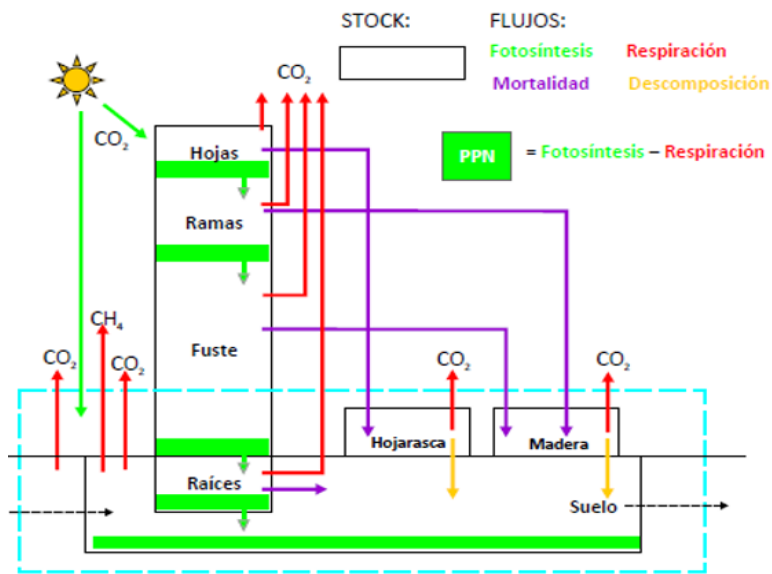 STOCK:
FLUJOS:
Fotosíntesis
Respiración
Mortalidad
Descomposición
PPN
= Fotosíntesis – Respiración
CO₂
CO₂
Hojas
Ramas
Fuste
CH₄
CO₂
CO₂
CO₂
CO₂
Hojarasca
Madera
Raíces
Suelo